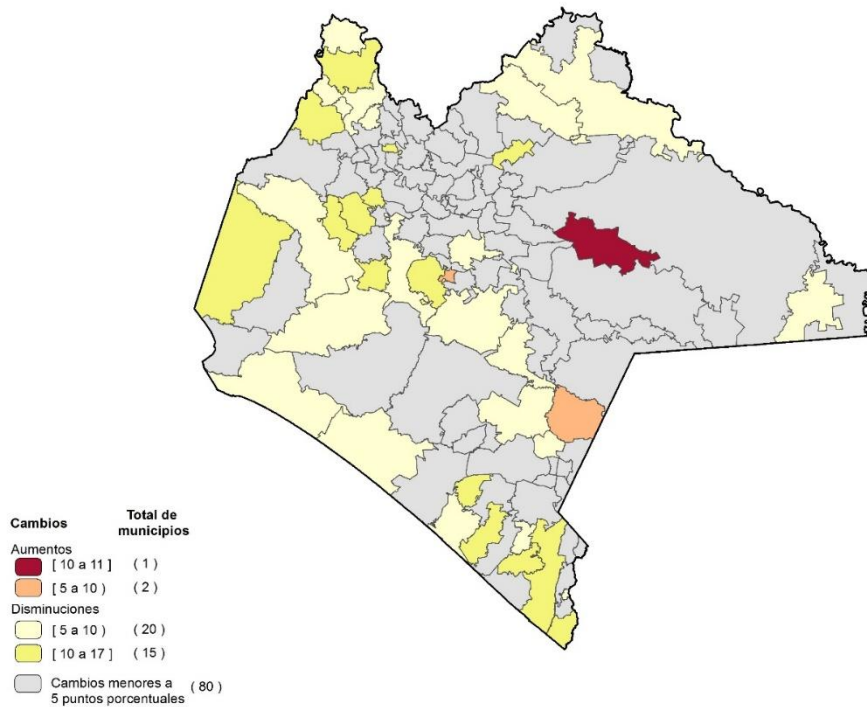 Cambios Total de municipios
Aumentos
[ 10 a 11 ] ( 1 )
[ 5 a 10 ) ( 2 )
Disminuciones
[ 5 a 10 ) ( 20 )
[ 10 a 17 ] ( 15 )
Cambios menores a ( 80 )
5 puntos porcentuales